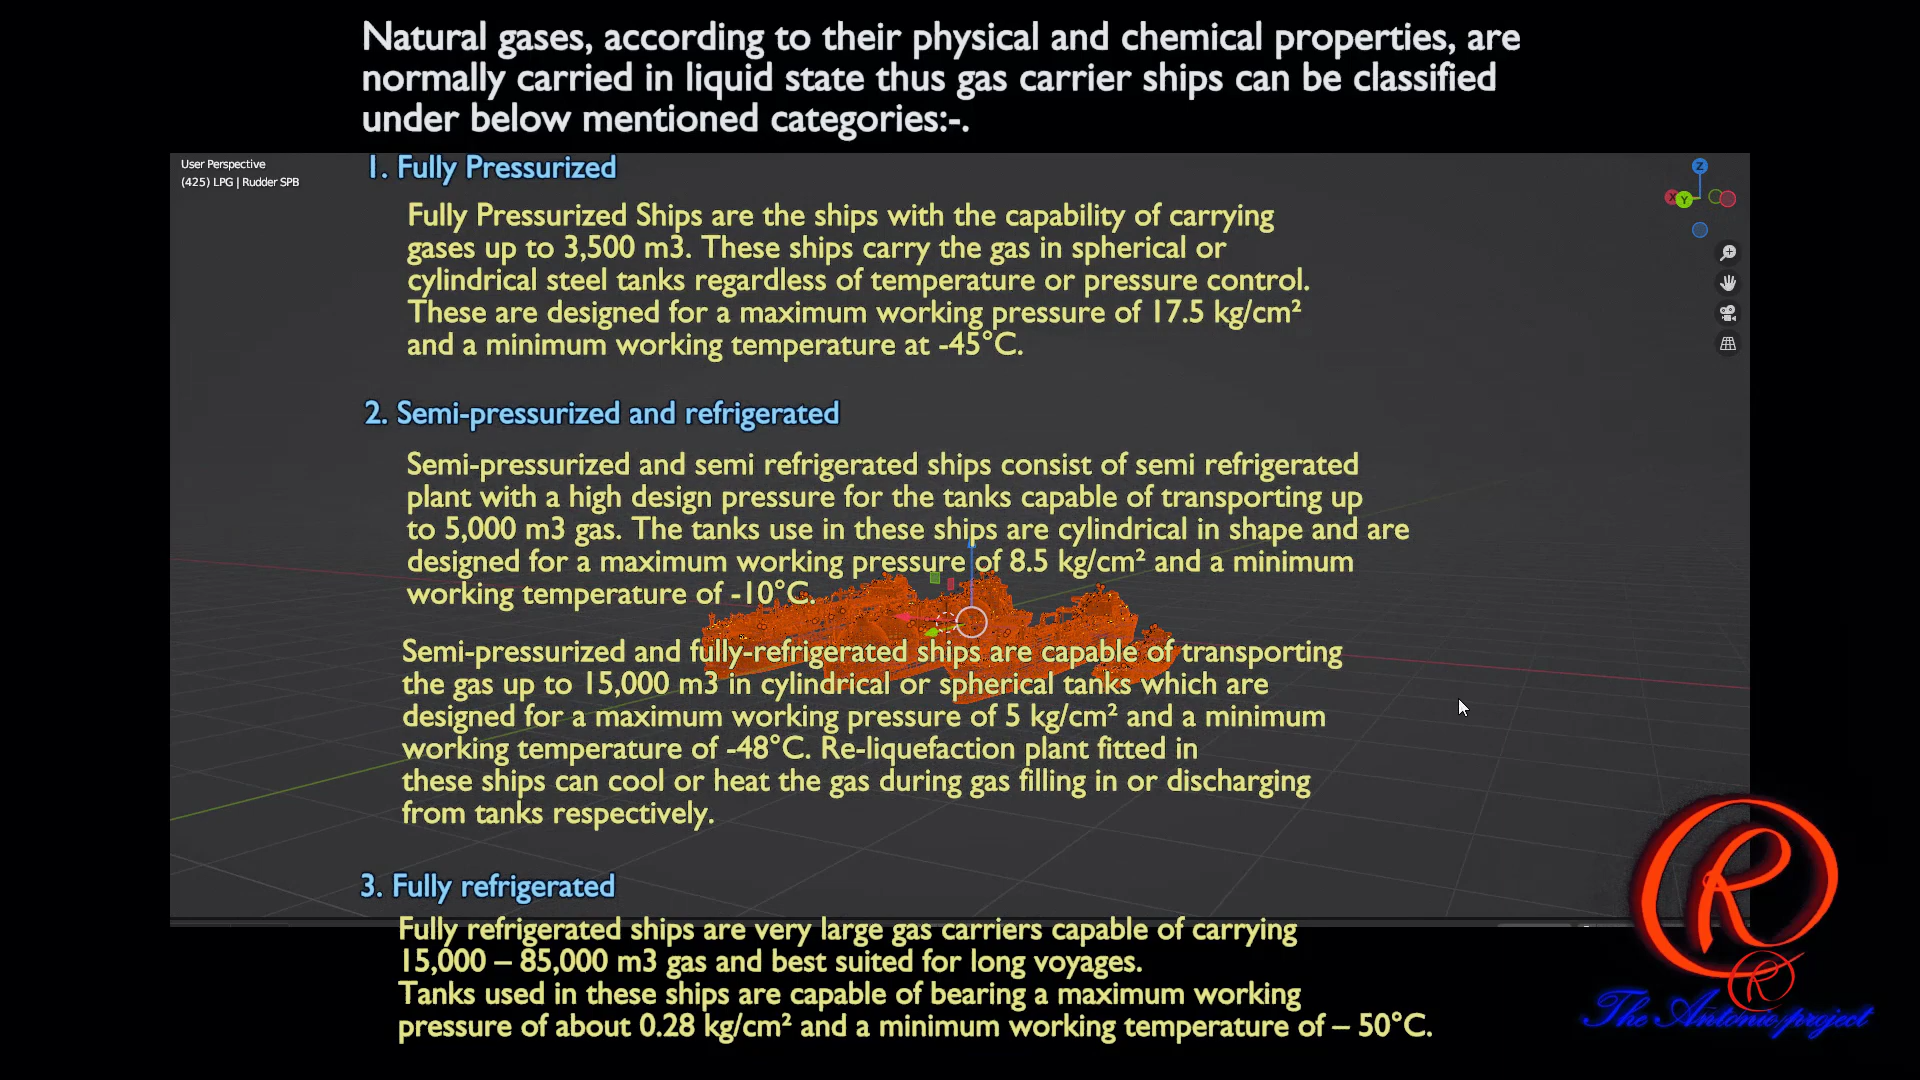 Natural gases, according to their physical and chemical properties, are
normally carried in liquid state thus gas carrier ships can be classified
under below mentioned categories:-.
User Perspective
(425) LPG | Rudder SPB
1. Fully Pressurized
Fully Pressurized Ships are the ships with the capability of carrying
gases up to 3,500 m3. These ships carry the gas in spherical or
cylindrical steel tanks regardless of temperature or pressure control.
These are designed for a maximum working pressure of 17.5 kg/cm²
and a minimum working temperature at -45°C.
2. Semi-pressurized and refrigerated
Semi-pressurized and semi refrigerated ships consist of semi refrigerated
plant with a high design pressure for the tanks capable of transporting up
to 5,000 m3 gas. The tanks use in these ships are cylindrical in shape and are
designed for a maximum working pressure of 8.5 kg/cm² and a minimum
working temperature of -10°C.
Semi-pressurized and fully-refrigerated ships are capable of transporting
the gas up to 15,000 m3 in cylindrical or spherical tanks which are
designed for a maximum working pressure of 5 kg/cm² and a minimum
working temperature of -48°C. Re-liquefaction plant fitted in
these ships can cool or heat the gas during gas filling in or discharging
from tanks respectively.
3. Fully refrigerated
Fully refrigerated ships are very large gas carriers capable of carrying
15,000 – 85,000 m3 gas and best suited for long voyages.
Tanks used in these ships are capable of bearing a maximum working
pressure of about 0.28 kg/cm² and a minimum working temperature of – 50°C.
Z
X
Y
R
R
The Antonio project